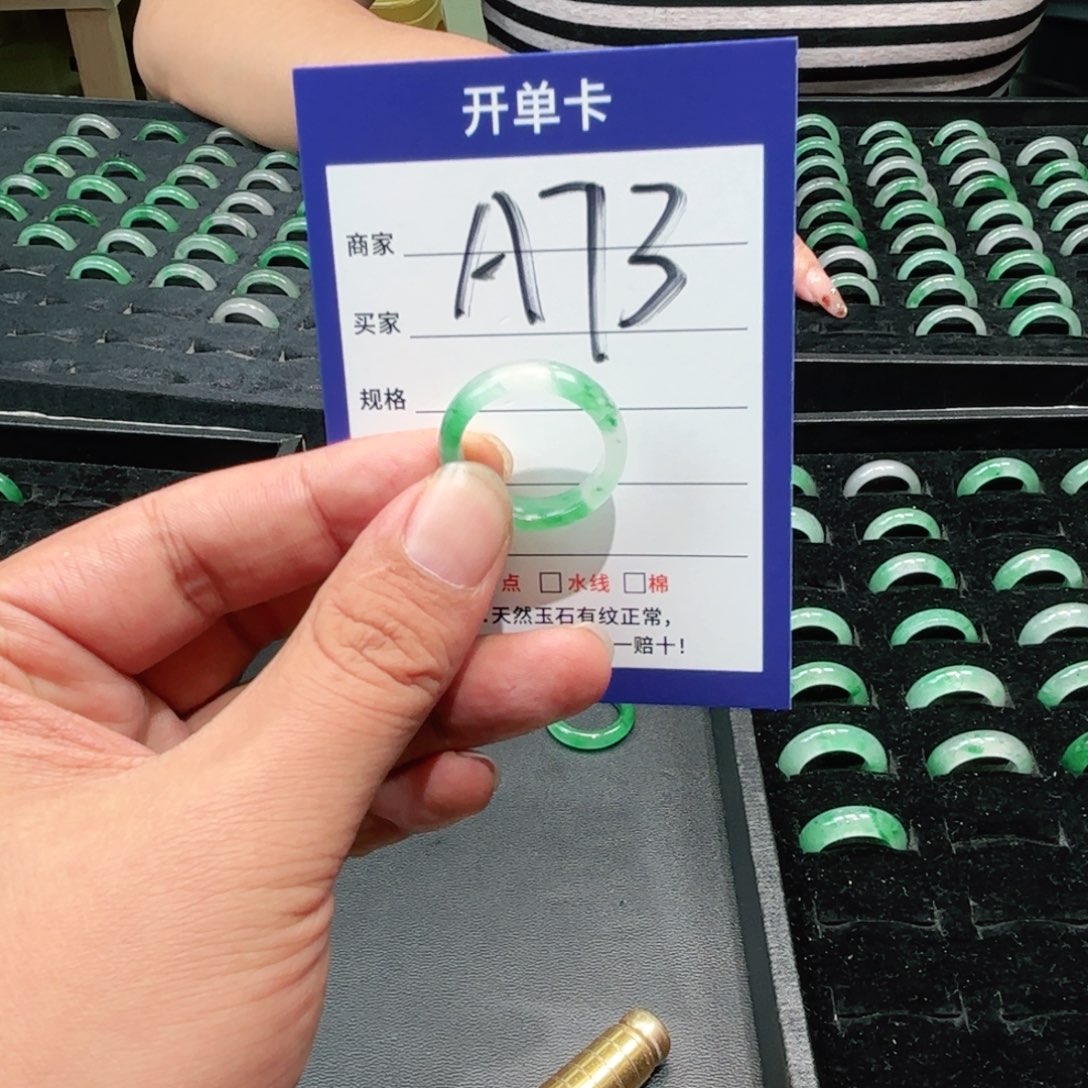 开单卡
A73
商家
买家
规格
点 □水线 □棉
.天然玉石有纹正常，
一赔十！